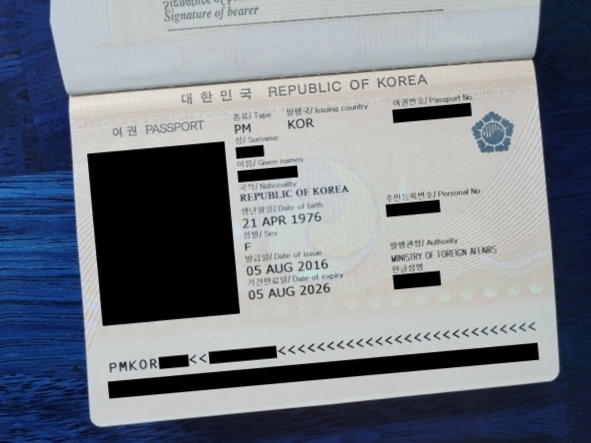 Signature of bearer
대한민국 REPUBLIC OF KOREA
여권 PASSPORT
종류/ Type 발행국/ Issuing country 여권번호/ Passport No.
PM KOR
성/ Surname
이름/ Given names
국적/ Nationality
REPUBLIC OF KOREA
생년월일/ Date of birth
21 APR 1976
성별/ Sex
F
발급일/ Date of issue
05 AUG 2016
기간만료일/ Date of expiry
05 AUG 2026
주민등록번호/ Personal No.
발행관청/ Authority
MINISTRY OF FOREIGN AFFAIRS
한글성명
PMKOR <<  <<<<<<<<<<<<<<<<<<<<<<<<<<<